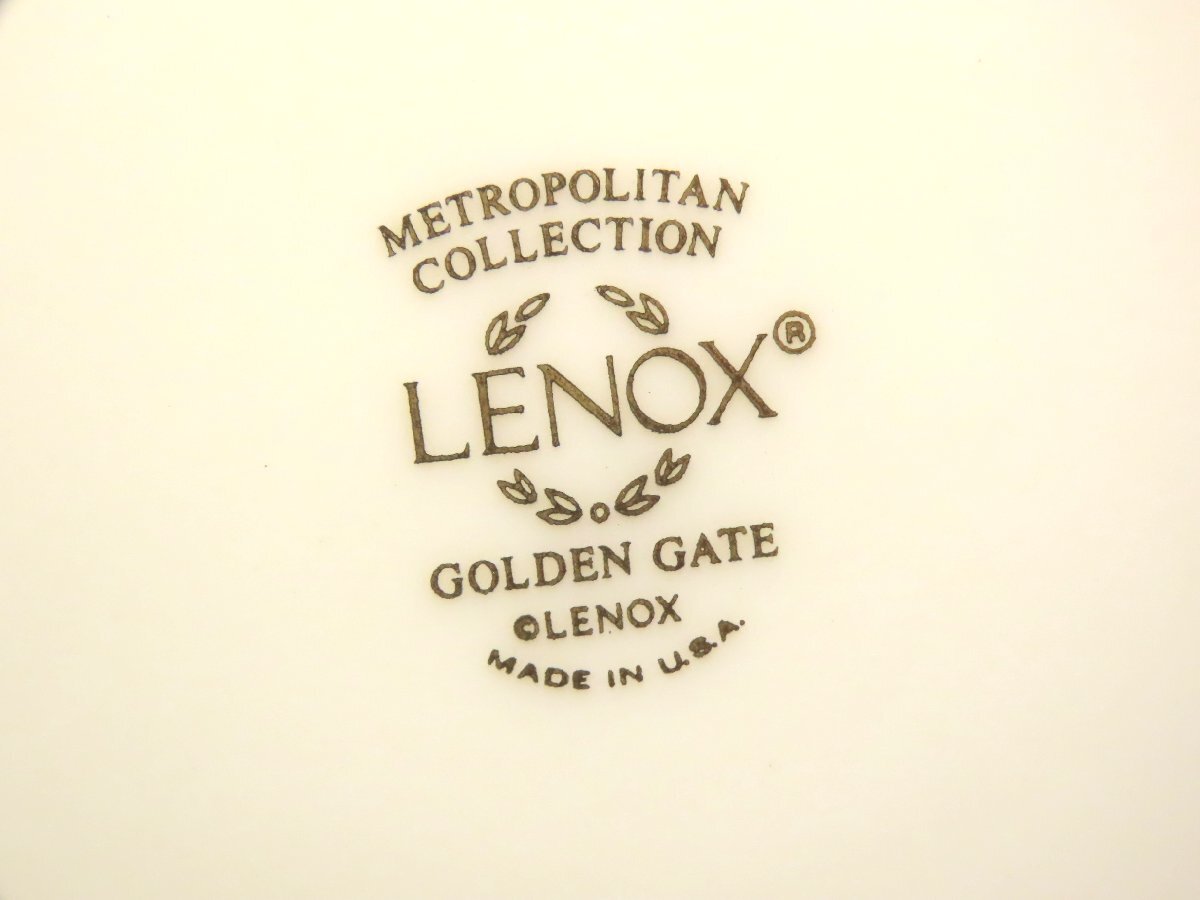 METROPOLITAN
COLLECTION
LENOX®
GOLDEN GATE
©LENOX
MADE IN U.S.A.